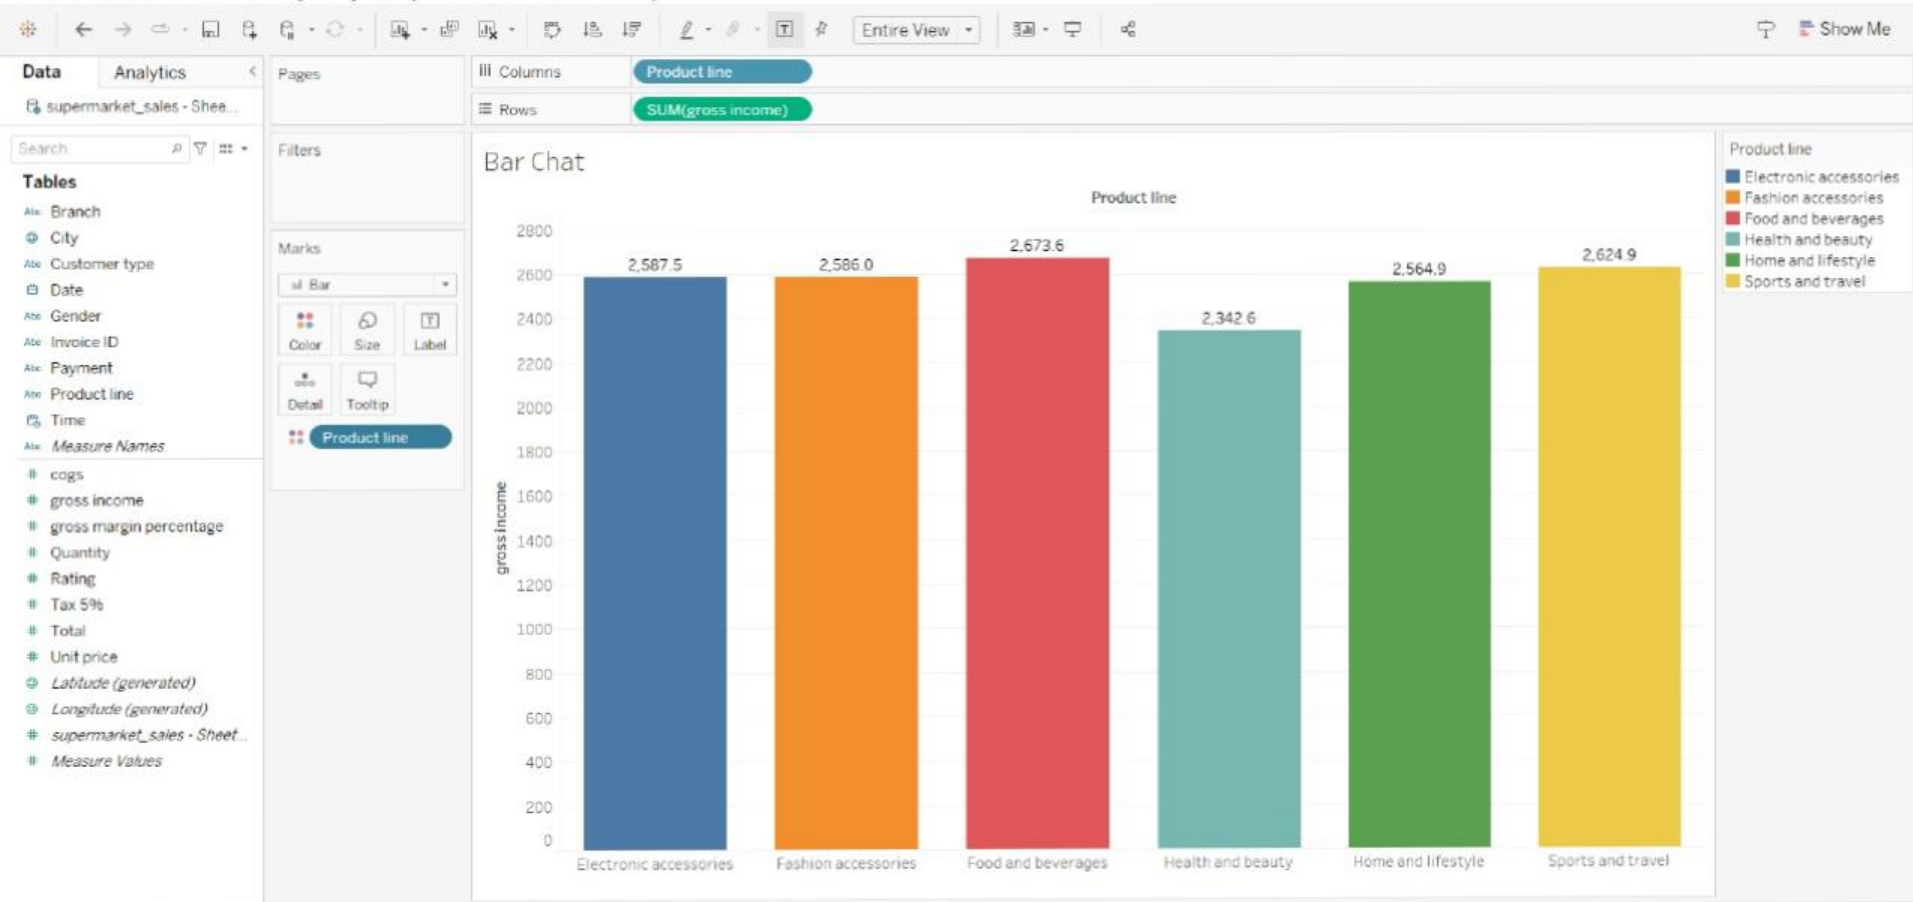 Entire View
Show Me
Data Analytics
supermarket_sales - Shee...
Search
Tables
Abc Branch
City
Abc Customer type
Date
Abc Gender
Abc Invoice ID
Abc Payment
Abc Product line
Time
Abc Measure Names
# cogs
# gross income
# gross margin percentage
# Quantity
# Rating
# Tax 5%
# Total
# Unit price
Latitude (generated)
Longitude (generated)
# supermarket_sales - Sheet...
# Measure Values
Pages
Filters
Marks
Bar
Color Size Label
Detail Tooltip
Product line
Columns Product line
Rows SUM(gross income)
Bar Chat
Product line
gross income
2800
2600
2400
2200
2000
1800
1600
1400
1200
1000
800
600
400
200
0
2,587.5 2,586.0 2,673.6 2,342.6 2,564.9 2,624.9
Electronic accessories Fashion accessories Food and beverages Health and beauty Home and lifestyle Sports and travel
Product line
Electronic accessories
Fashion accessories
Food and beverages
Health and beauty
Home and lifestyle
Sports and travel